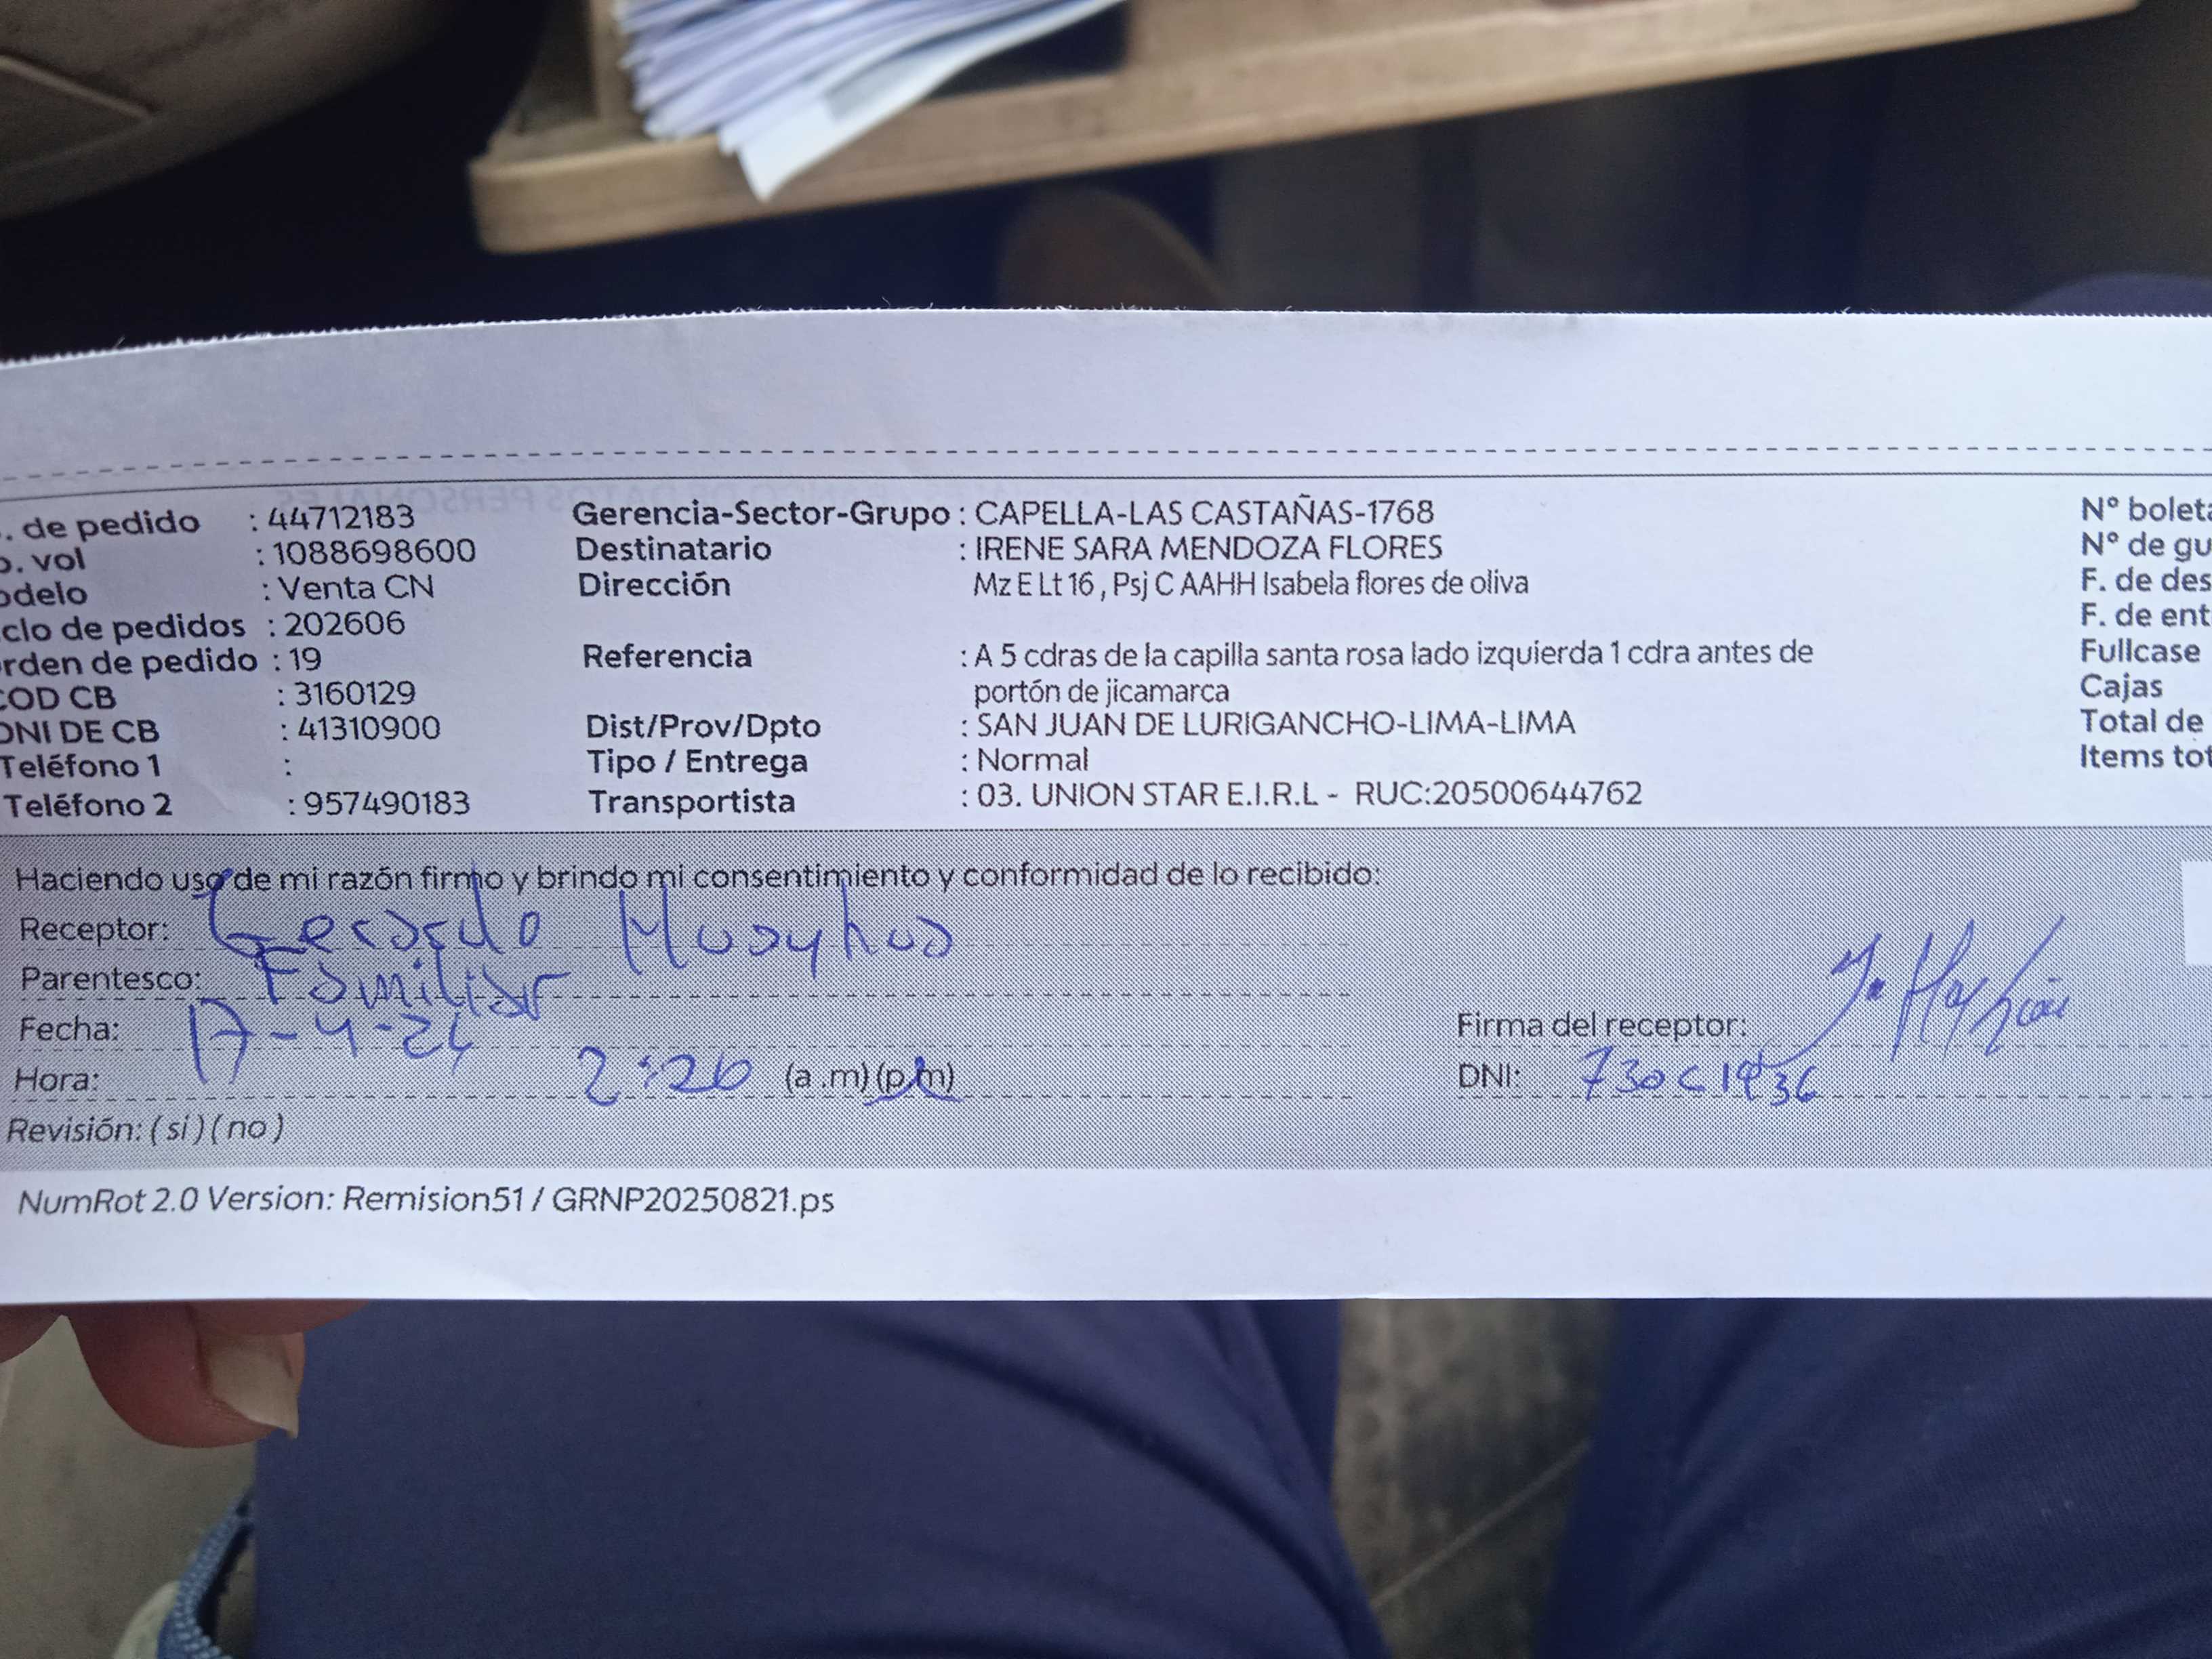 . de pedido : 44712183 Gerencia-Sector-Grupo : CAPELLA-LAS CASTAÑAS-1768 N° boleta
o. vol : 1088698600 Destinatario : IRENE SARA MENDOZA FLORES N° de gu
odelo : Venta CN Dirección Mz E Lt 16 , Psj C AAHH Isabela flores de oliva F. de des
clo de pedidos : 202606 F. de ent
rden de pedido : 19 Referencia : A 5 cdras de la capilla santa rosa lado izquierda 1 cdra antes de Fullcase
COD CB : 3160129 portón de jicamarca Cajas
DNI DE CB : 41310900 Dist/Prov/Dpto : SAN JUAN DE LURIGANCHO-LIMA-LIMA Total de
Teléfono 1 : Tipo / Entrega : Normal Items tot
Teléfono 2 : 957490183 Transportista : 03. UNION STAR E.I.R.L - RUC:20500644762
Haciendo uso de mi razón firmo y brindo mi consentimiento y conformidad de lo recibido:
Receptor: Gerardo
Parentesco: Familiar
Fecha: 17-4-
Firma del receptor:
Hora: 2:20 (a .m) (p.m)
DNI:
Revisión: ( si ) ( no )
NumRot 2.0 Version: Remision51 / GRNP20250821.ps